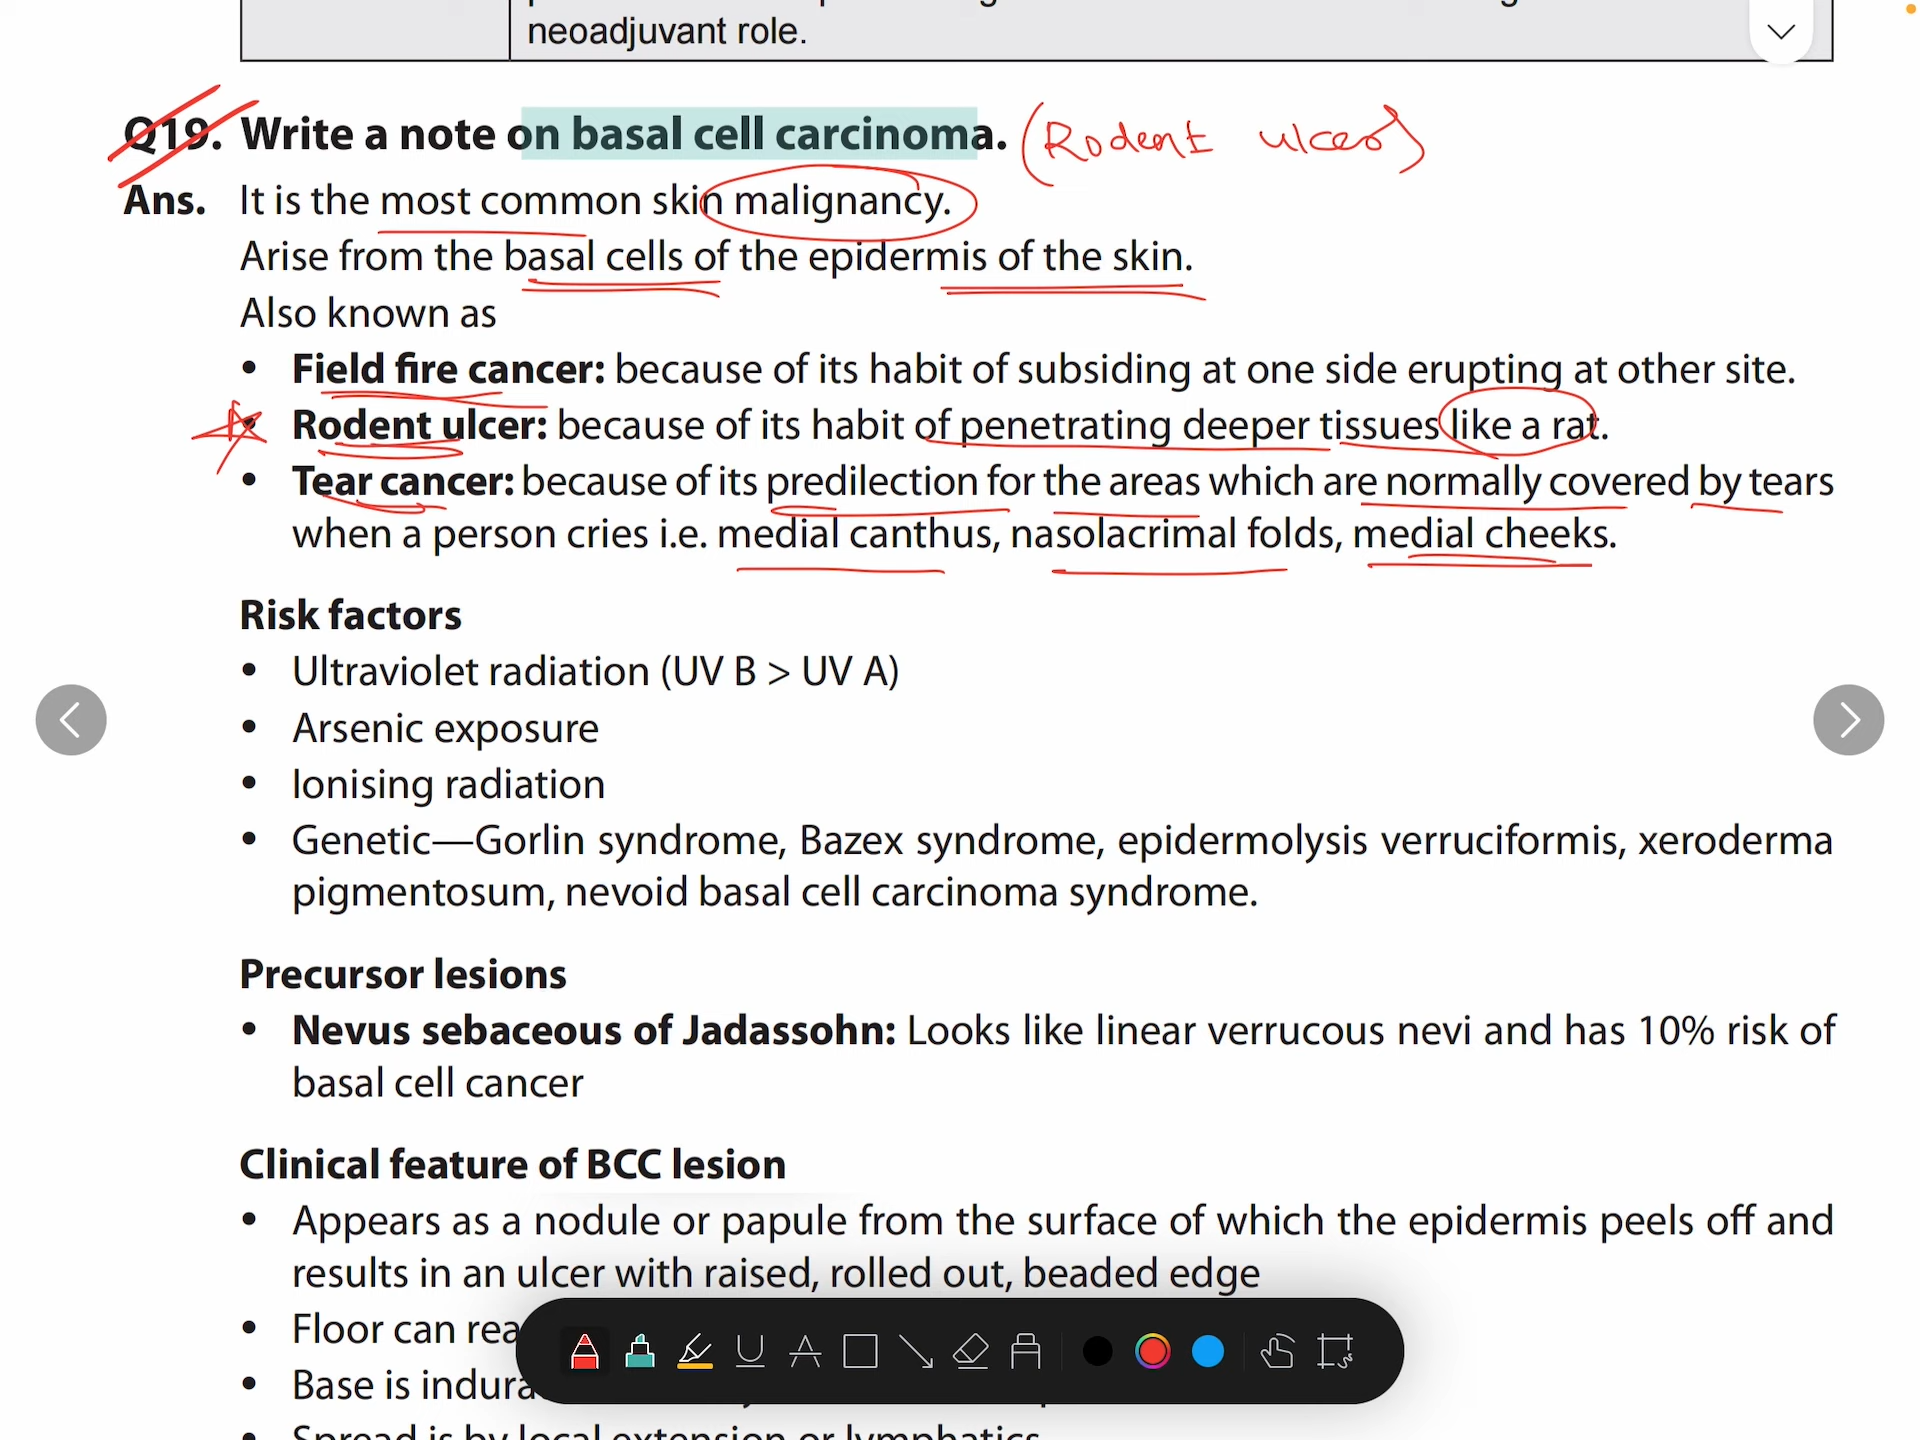 neoadjuvant role.
Q19. Write a note on basal cell carcinoma. (Rodent ulcer)
Ans. It is the most common skin malignancy.
Arise from the basal cells of the epidermis of the skin.
Also known as
• Field fire cancer: because of its habit of subsiding at one side erupting at other site.
• Rodent ulcer: because of its habit of penetrating deeper tissues like a rat.
• Tear cancer: because of its predilection for the areas which are normally covered by tears
when a person cries i.e. medial canthus, nasolacrimal folds, medial cheeks.
Risk factors
• Ultraviolet radiation (UV B > UV A)
• Arsenic exposure
• Ionising radiation
• Genetic—Gorlin syndrome, Bazex syndrome, epidermolysis verruciformis, xeroderma
pigmentosum, nevoid basal cell carcinoma syndrome.
Precursor lesions
• Nevus sebaceous of Jadassohn: Looks like linear verrucous nevi and has 10% risk of
basal cell cancer
Clinical feature of BCC lesion
• Appears as a nodule or papule from the surface of which the epidermis peels off and
results in an ulcer with raised, rolled out, beaded edge
• Floor can
• Base is
• Spread is by local extension or lymphatics